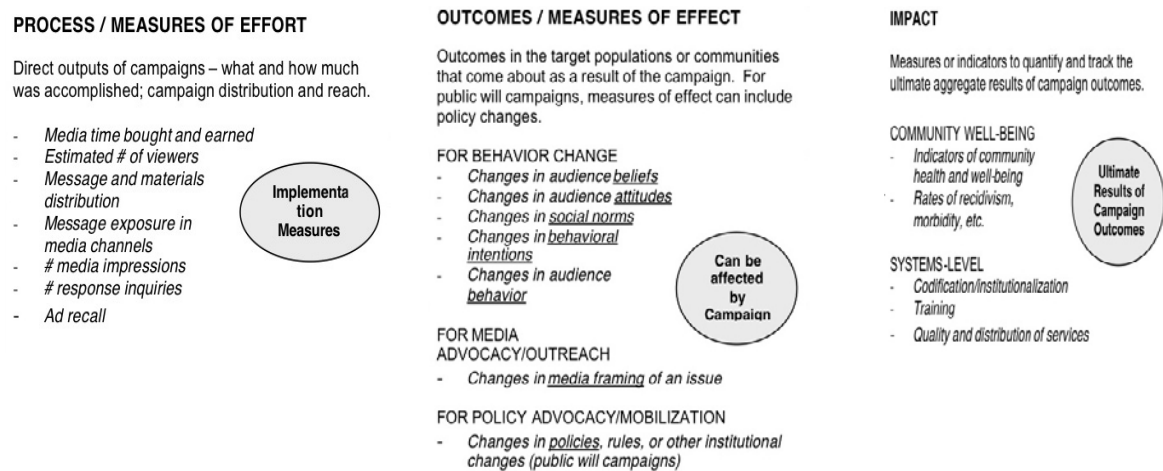 PROCESS / MEASURES OF EFFORT
Direct outputs of campaigns – what and how much
was accomplished; campaign distribution and reach.
- Media time bought and earned
- Estimated # of viewers
- Message and materials
distribution
- Message exposure in
media channels
- # media impressions
- # response inquiries
- Ad recall
Implementa
tion
Measures
OUTCOMES / MEASURES OF EFFECT
Outcomes in the target populations or communities
that come about as a result of the campaign. For
public will campaigns, measures of effect can include
policy changes.
FOR BEHAVIOR CHANGE
- Changes in audience beliefs
- Changes in audience attitudes
- Changes in social norms
- Changes in behavioral
intentions
- Changes in audience
behavior
Can be
affected
by
Campaign
FOR MEDIA
ADVOCACY/OUTREACH
- Changes in media framing of an issue
FOR POLICY ADVOCACY/MOBILIZATION
- Changes in policies, rules, or other institutional
changes (public will campaigns)
IMPACT
Measures or indicators to quantify and track the
ultimate aggregate results of campaign outcomes.
COMMUNITY WELL-BEING
- Indicators of community
health and well-being
- Rates of recidivism,
morbidity, etc.
Ultimate
Results of
Campaign
Outcomes
SYSTEMS-LEVEL
- Codification/Institutionalization
- Training
- Quality and distribution of services